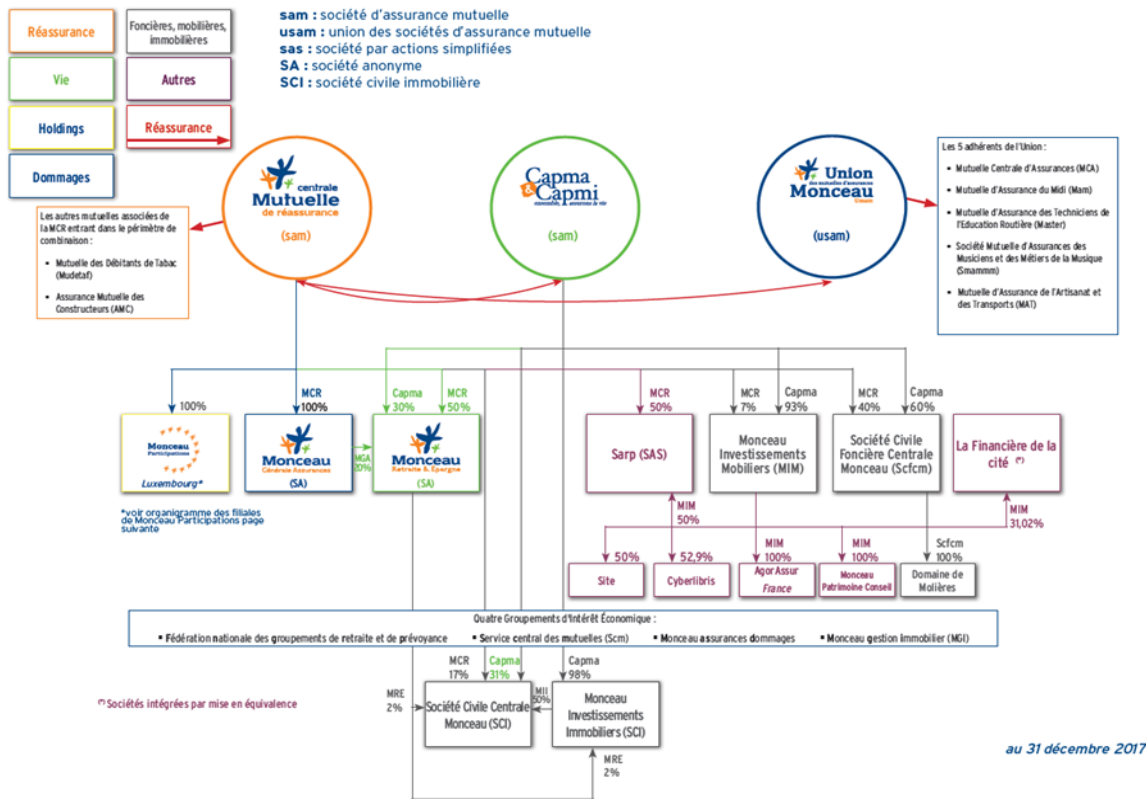 Réassurance
Foncières, mobilières,
immobilières
Vie
Autres
Holdings
Réassurance
Dommages
sam : société d'assurance mutuelle
usam : union des sociétés d'assurance mutuelle
sas : société par actions simplifiées
SA : société anonyme
SCI : société civile immobilière
centrale
Mutuelle
de réassurance
(sam)
Capma
& Capmi
ensemble, assurons la vie
(sam)
Union
des mutuelles d'assurances
Monceau
Usam
(usam)
Les 5 adhérents de l'Union :
▪ Mutuelle Centrale d'Assurances (MCA)
▪ Mutuelle d'Assurance du Midi (Mam)
▪ Mutuelle d'Assurance des Techniciens de
l'Education Routière (Master)
▪ Société Mutuelle d'Assurances des
Musiciens et des Métiers de la Musique
(Smammm)
▪ Mutuelle d'Assurance de l'Artisanat et
des Transports (MAT)
Les autres mutuelles associées de
la MCR entrant dans le périmètre de
combinaison :
▪ Mutuelle des Débitants de Tabac
(Mudetaf)
▪ Assurance Mutuelle des
Constructeurs (AMC)
100%
MCR
100%
Capma
30%
MCR
50%
MCR
50%
MCR
7%
Capma
93%
MCR
40%
Capma
60%
Monceau
Participations
Luxembourg*
Monceau
Générale Assurances
(SA)
MGA
20%
Monceau
Retraite & Epargne
(SA)
Sarp (SAS)
Monceau
Investissements
Mobiliers (MIM)
Société Civile
Foncière Centrale
Monceau (Scfcm)
La Financière de la
cité (*)
*voir organigramme des filiales
de Monceau Participations page
suivante
MIM
50%
MIM
31,02%
50%
52,9%
MIM
100%
MIM
100%
Scfcm
100%
Site
Cyberlibris
Agor Assur
France
Monceau
Patrimoine Conseil
Domaine de
Molières
Quatre Groupements d'Intérêt Économique :
▪ Fédération nationale des groupements de retraite et de prévoyance ▪ Service central des mutuelles (Scm) ▪ Monceau assurances dommages ▪ Monceau gestion Immobilier (MGI)
MCR
17%
Capma
31%
Capma
98%
MRE
2%
Société Civile Centrale
Monceau (SCI)
MII
50%
Monceau
Investissements
Immobiliers (SCI)
MRE
2%
(*) Sociétés intégrées par mise en équivalence
au 31 décembre 2017